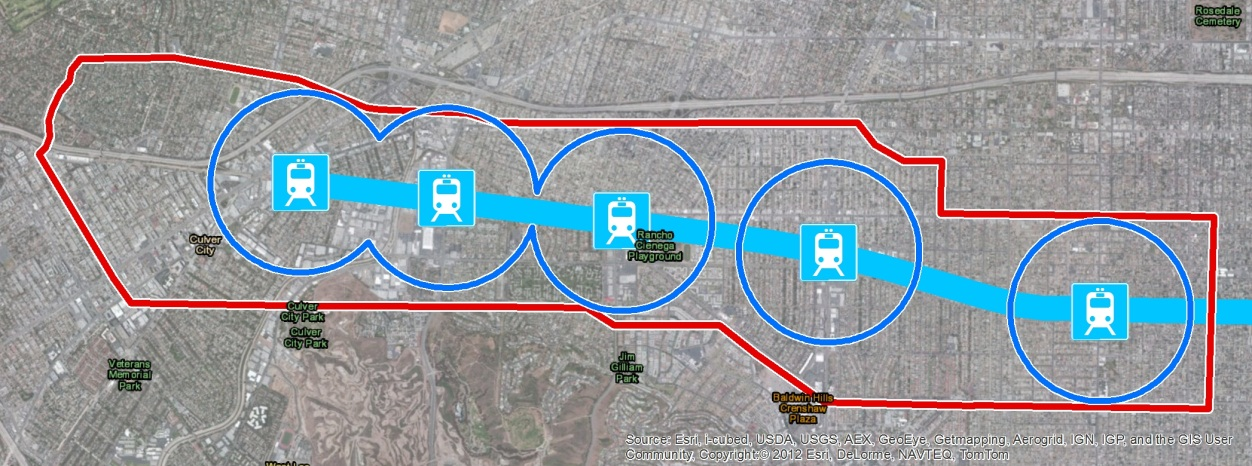 Rosedale
Cemetery
Rancho
Cienega
Playground
Culver
City
Culver
City Park
Culver
City Park
Veterans
Memorial
Park
Jim
Gilliam
Park
Baldwin Hills
Crenshaw
Plaza
Source: Esri, i-cubed, USDA, USGS, AEX, GeoEye, Getmapping, Aerogrid, IGN, IGP, and the GIS User
Community, Copyright:© 2012 Esri, DeLorme, NAVTEQ, TomTom